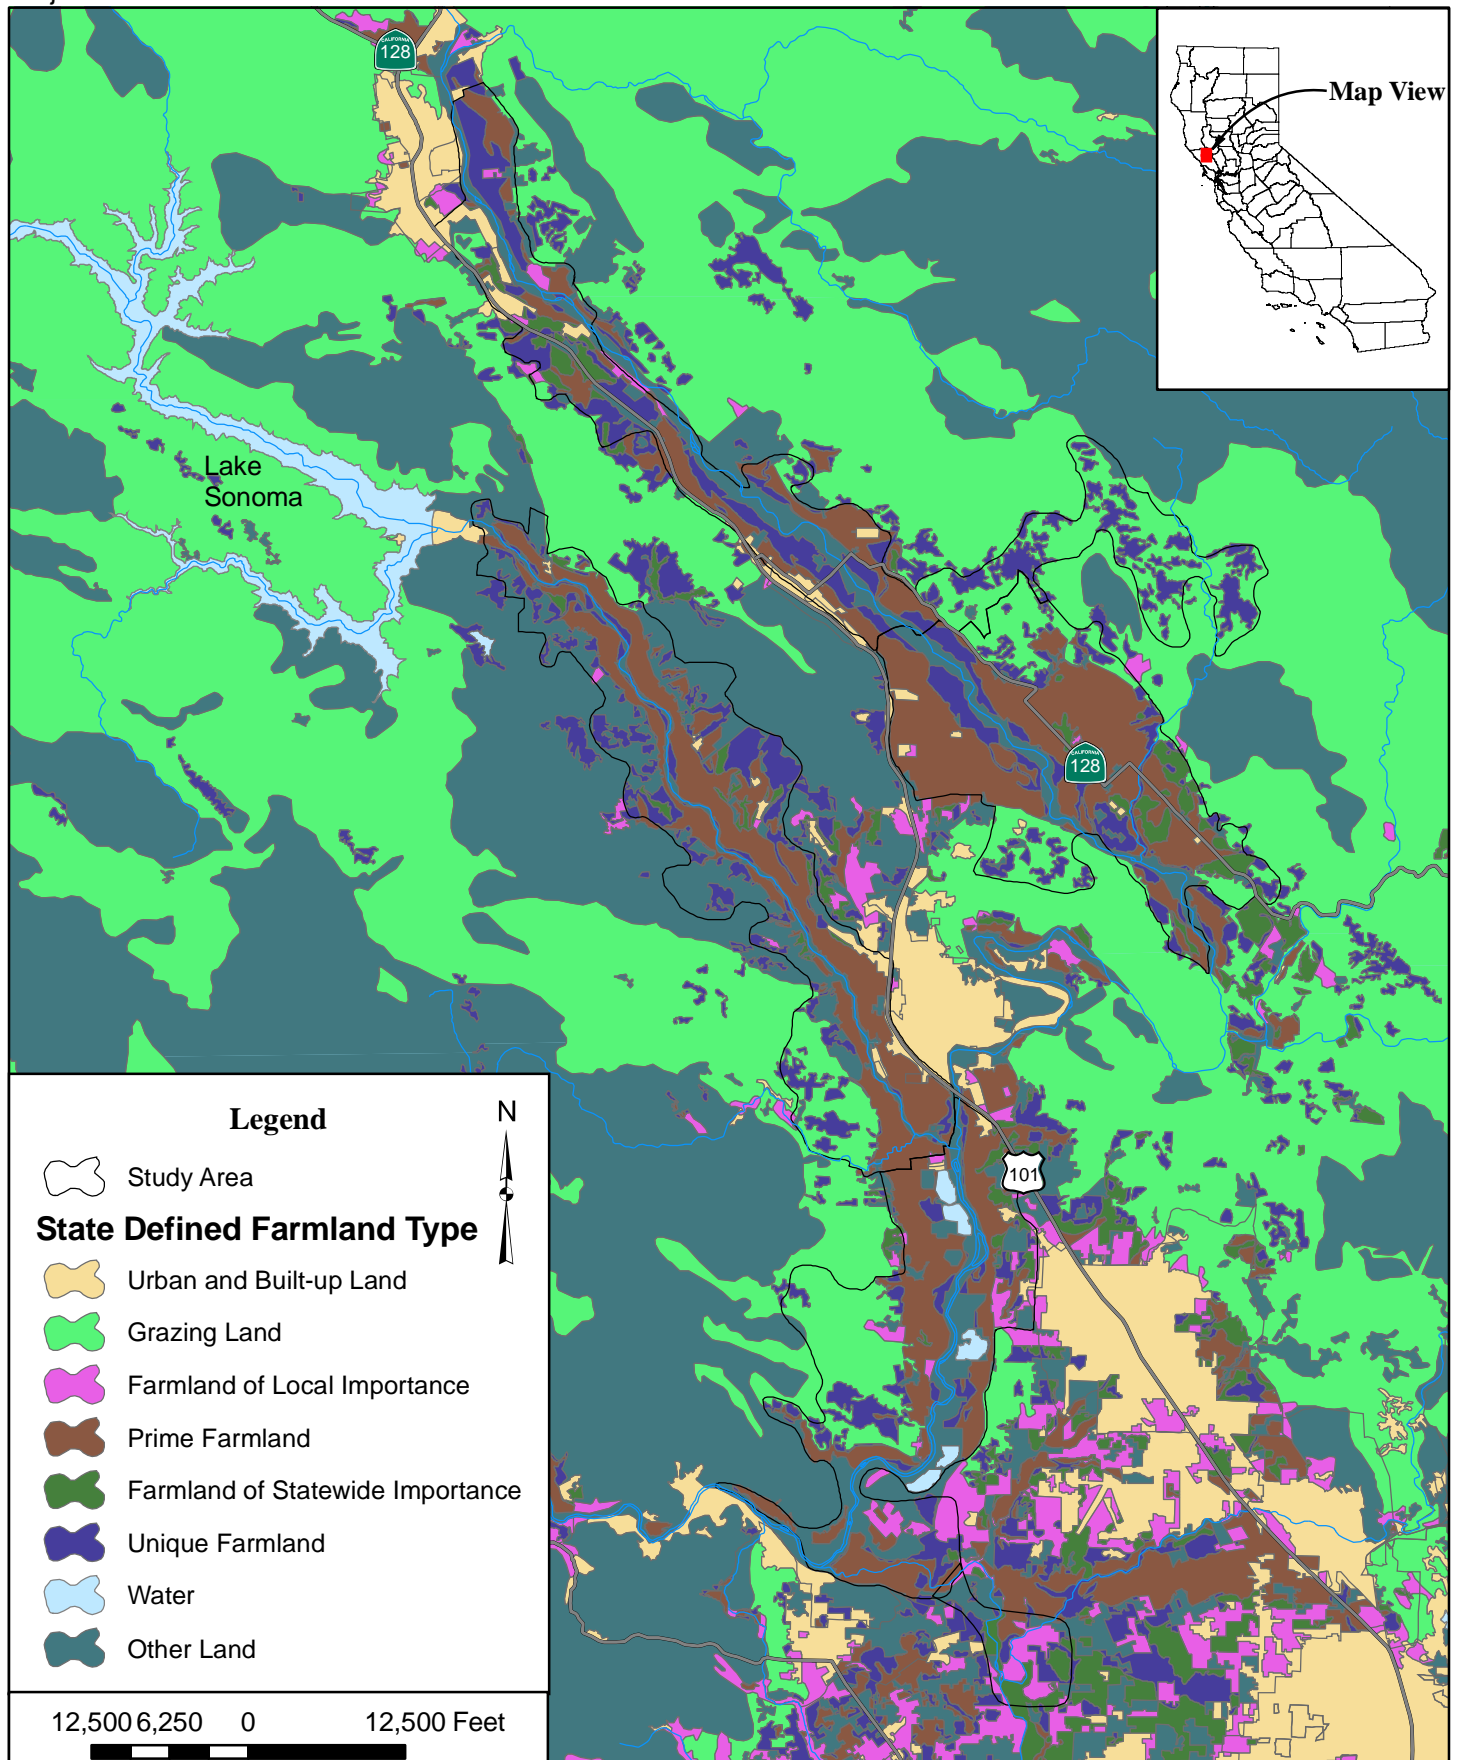 CALIFORNIA
128
Map View
Lake
Sonoma
CALIFORNIA
128
101
Legend
N
Study Area
State Defined Farmland Type
Urban and Built-up Land
Grazing Land
Farmland of Local Importance
Prime Farmland
Farmland of Statewide Importance
Unique Farmland
Water
Other Land
12,500 6,250 0 12,500 Feet